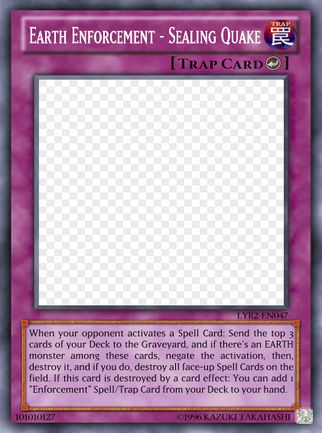 Earth Enforcement - Sealing Quake
TRAP
罠
[Trap Card]
LYR2-EN047
When your opponent activates a Spell Card: Send the top 3
cards of your Deck to the Graveyard, and if there's an EARTH
monster among these cards, negate the activation, then,
destroy it, and if you do, destroy all face-up Spell Cards on the
field. If this card is destroyed by a card effect: You can add 1
"Enforcement" Spell/Trap Card from your Deck to your hand.
101010127
©1996 KAZUKI TAKAHASHI